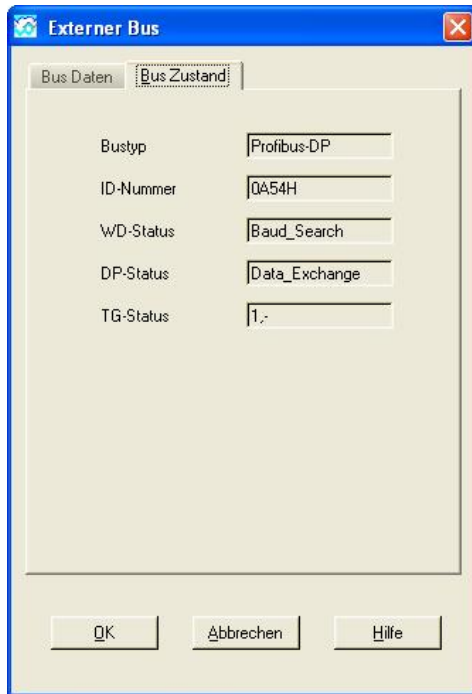 Externer Bus
Bus Daten Bus Zustand
Bustyp Profibus-DP
ID-Nummer 0A54H
WD-Status Baud_Search
DP-Status Data_Exchange
TG-Status 1,-
OK Abbrechen Hilfe